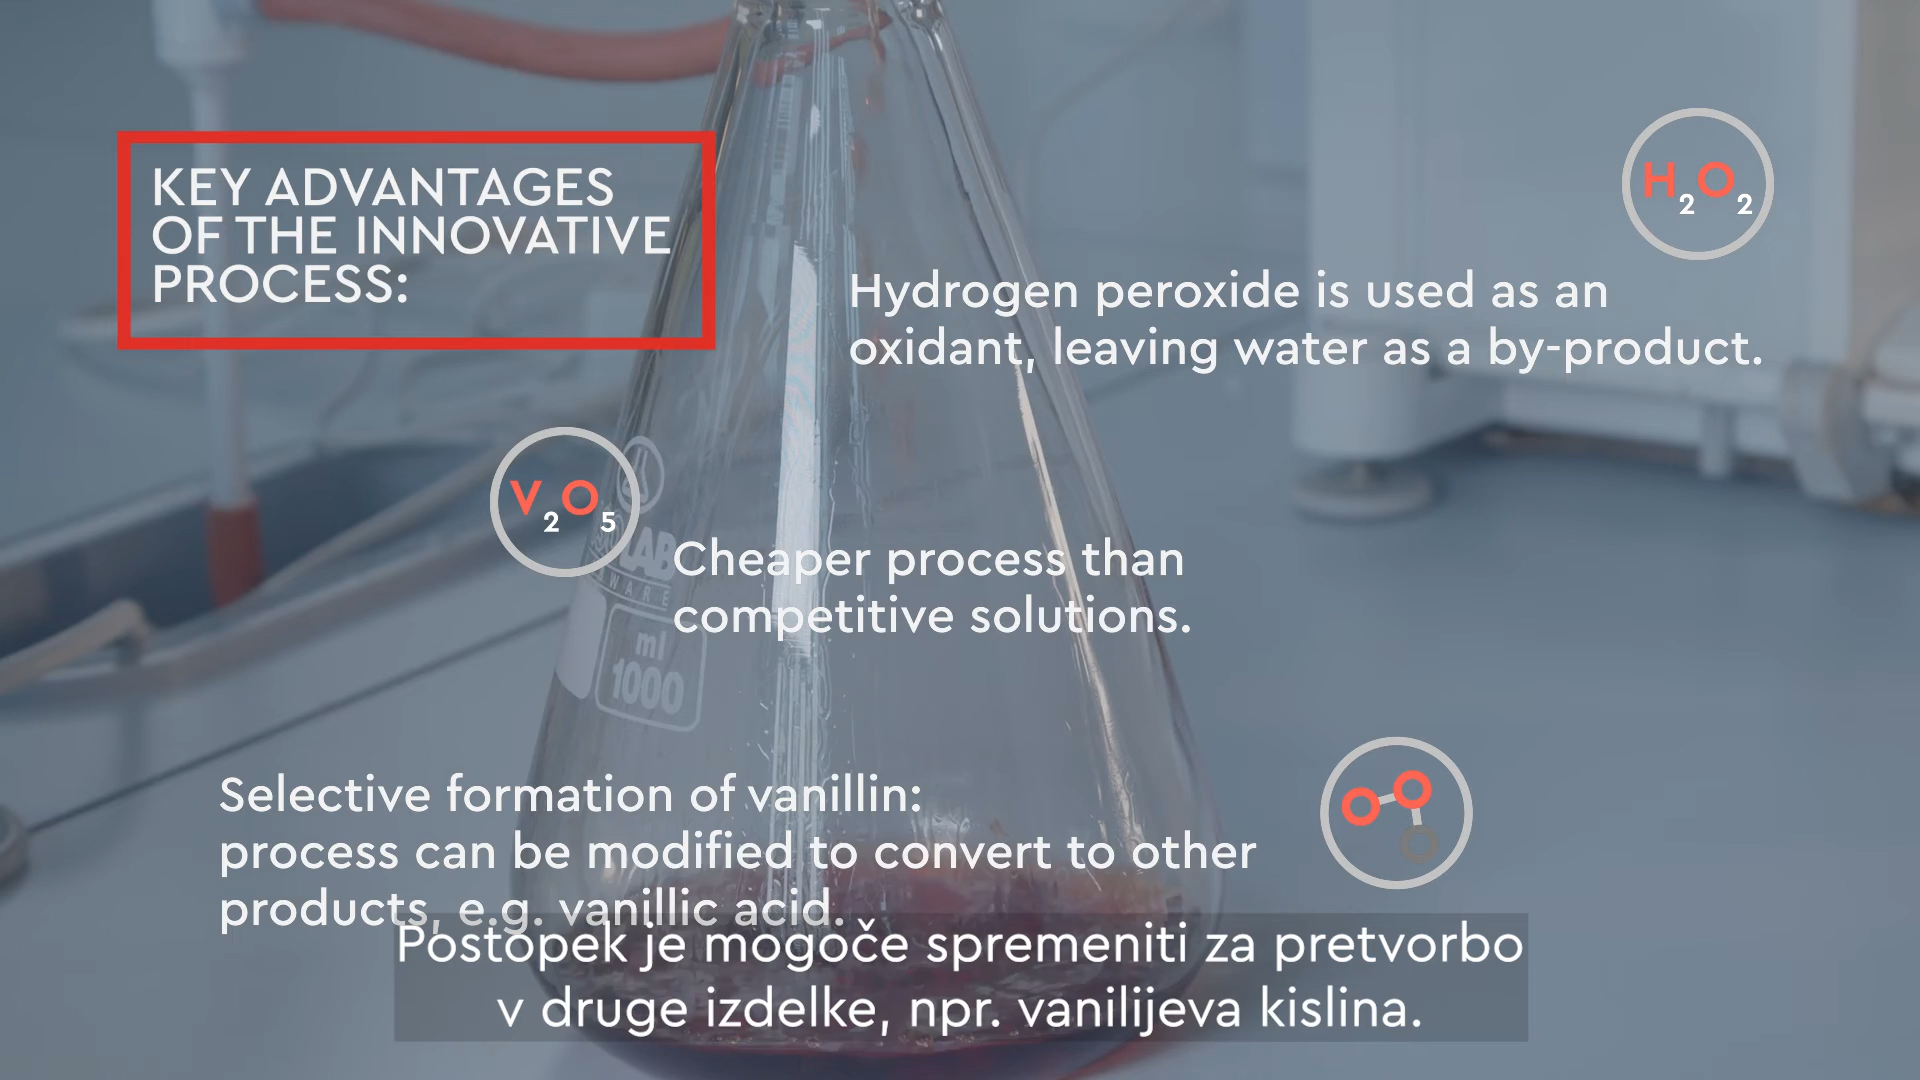 KEY ADVANTAGES
OF THE INNOVATIVE
PROCESS:
H2O2
Hydrogen peroxide is used as an
oxidant, leaving water as a by-product.
V2O5
Cheaper process than
competitive solutions.
LAB
WARE
ml
1000
Selective formation of vanillin:
process can be modified to convert to other
products, e.g. vanillic acid.
Postopek je mogoče spremeniti za pretvorbo
v druge izdelke, npr. vanilijeva kislina.